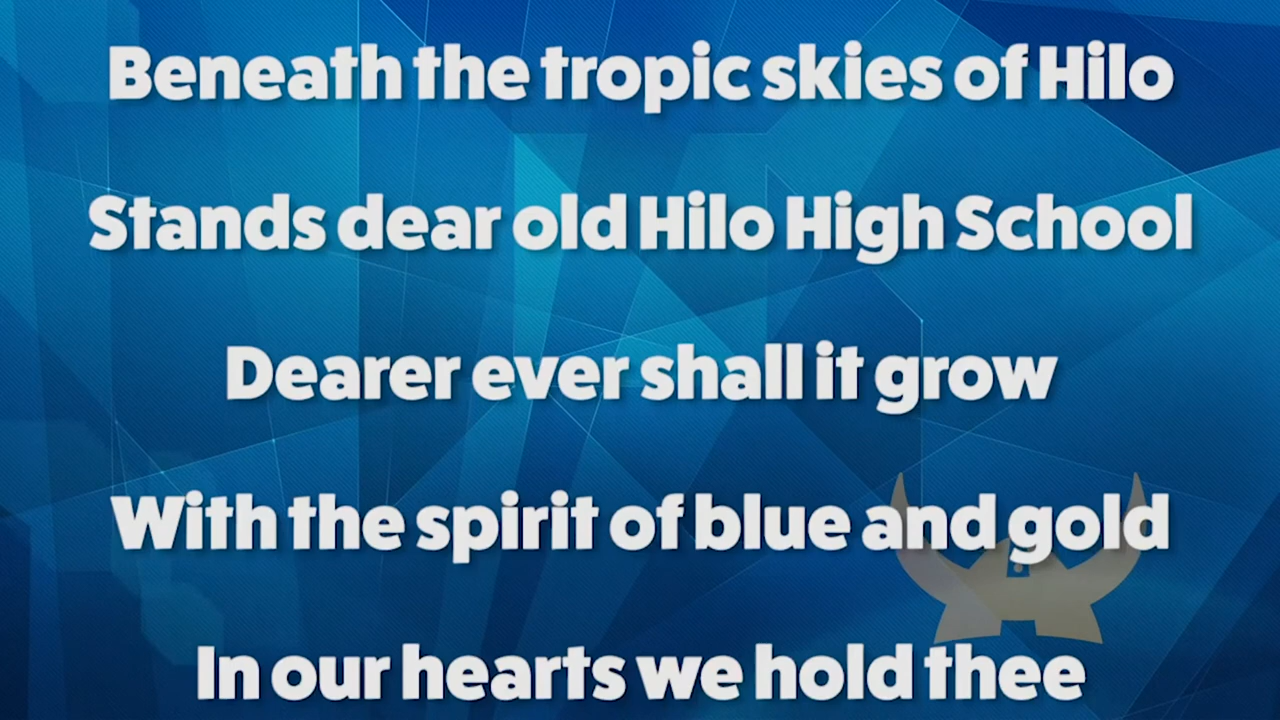 Beneath the tropic skies of Hilo
Stands dear old Hilo High School
Dearer ever shall it grow
With the spirit of blue and gold
In our hearts we hold thee